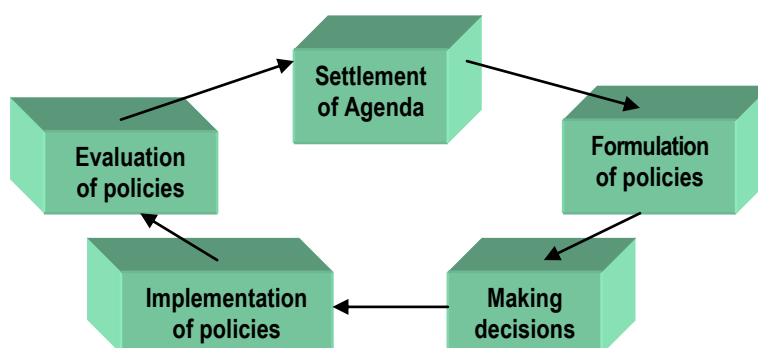 Settlement
of Agenda
Formulation
of policies
Making
decisions
Implementation
of policies
Evaluation
of policies